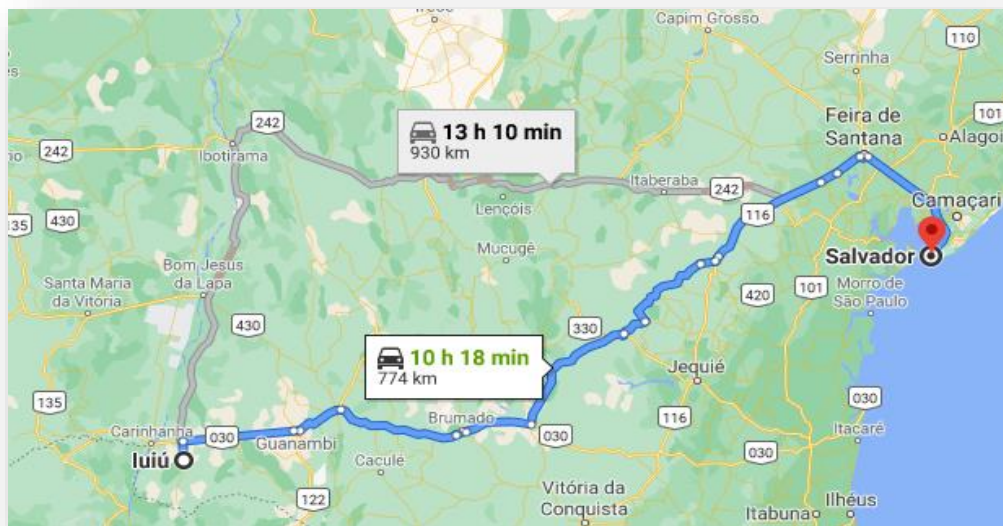 Capim Grosso
110
Serrinha
242
13 h 10 min
930 km
Feira de
Santana
101
Alagoi
242
242
Ibotirama
Itaberaba
242
Lençóis
Camaçari
116
430
135
Mucugê
Salvador
Bom Jesus
da Lapa
Santa Maria
da Vitória
101
Morro de
São Paulo
420
430
330
10 h 18 min
774 km
Jequié
135
030
116
Itacaré
Brumado
Carinhanha
030
Guanambi
030
030
Iuiú
Caculé
122
Vitória da
Conquista
Ilhéus
Itabuna